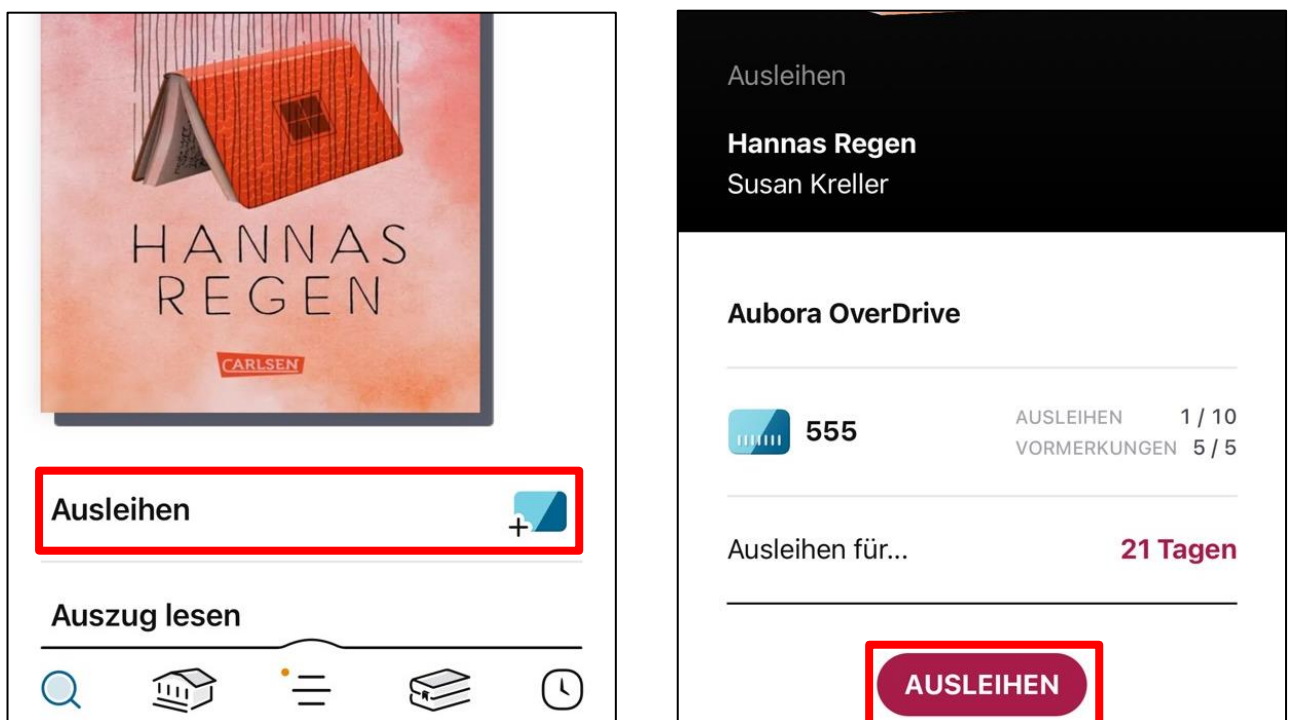 HANNAS
REGEN
CARLSEN
Ausleihen
Auszug lesen
Ausleihen
Hannas Regen
Susan Kreller
Aubora OverDrive
555
AUSLEIHEN 1 / 10
VORMERKUNGEN 5 / 5
Ausleihen für... 21 Tagen
AUSLEIHEN